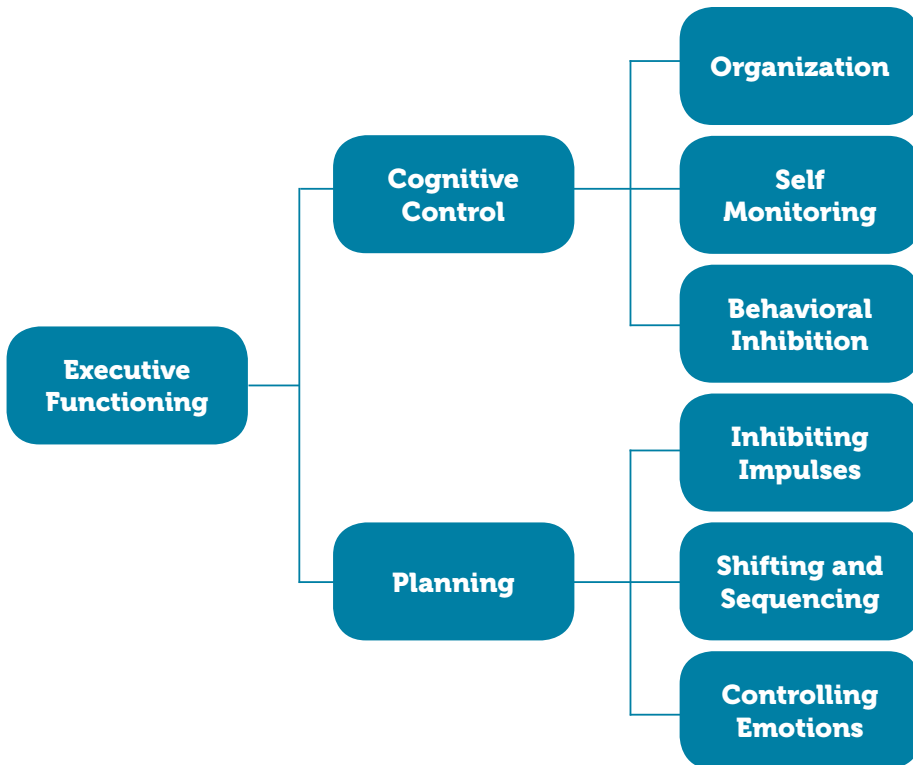 Organization
Cognitive
Control
Self
Monitoring
Behavioral
Inhibition
Executive
Functioning
Inhibiting
Impulses
Planning
Shifting and
Sequencing
Controlling
Emotions